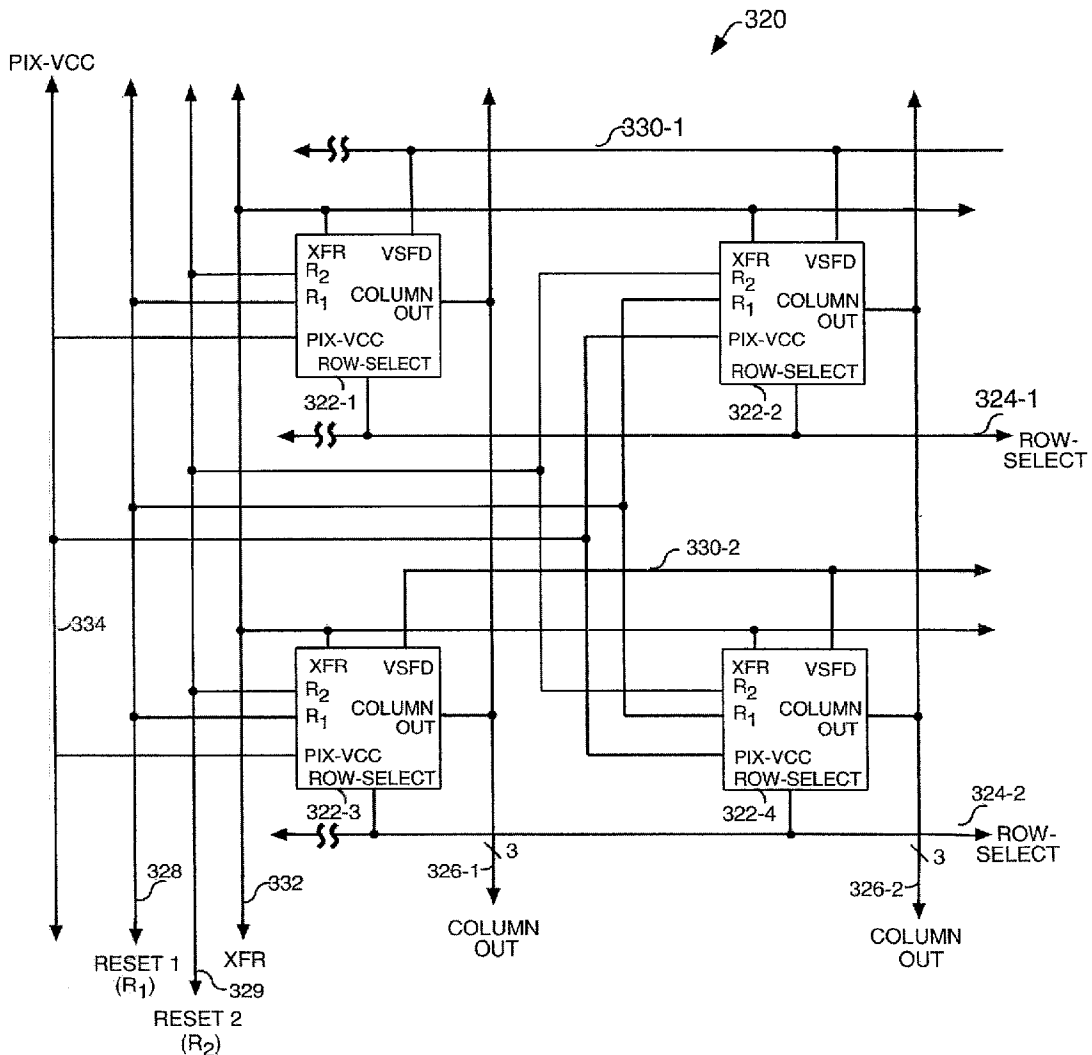 320
PIX-VCC
330-1
XFR VSFD
R2
R1 COLUMN
OUT
PIX-VCC
ROW-SELECT
322-1
XFR VSFD
R2
R1 COLUMN
OUT
PIX-VCC
ROW-SELECT
322-2
324-1
ROW-
SELECT
330-2
334
XFR VSFD
R2
R1 COLUMN
OUT
PIX-VCC
ROW-SELECT
322-3
XFR VSFD
R2
R1 COLUMN
OUT
PIX-VCC
ROW-SELECT
322-4
324-2
ROW-
SELECT
3
326-1
3
326-2
328
332
COLUMN
OUT
COLUMN
OUT
RESET 1
(R1)
XFR
329
RESET 2
(R2)